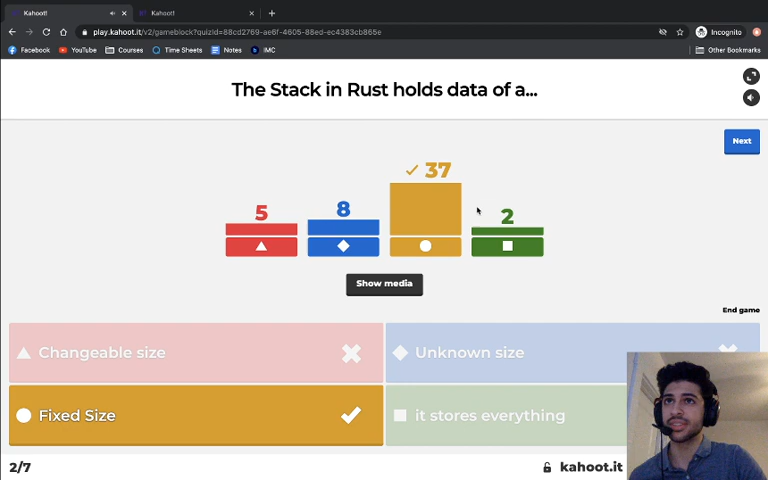 Kahoot!
Kahoot!
play.kahoot.it/v2/gameblock?quizId=88cd2769-ae6f-4605-88ed-ec4383cb865e
Incognito
Facebook
YouTube
Courses
Time Sheets
Notes
iMC
Other Bookmarks
The Stack in Rust holds data of a...
Next
5
8
37
2
Show media
End game
Changeable size
Unknown size
Fixed Size
it stores everything
2/7
kahoot.it